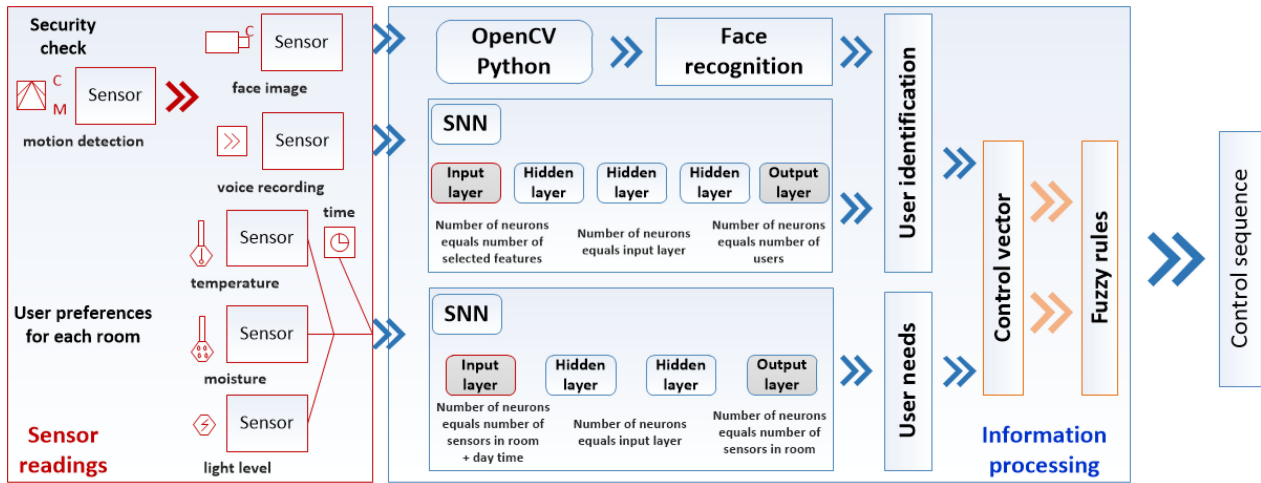 Security
check
C
M
Sensor
motion detection
C
Sensor
face image
Sensor
voice recording
time
Sensor
temperature
User preferences
for each room
Sensor
moisture
Sensor
light level
Sensor
readings
OpenCV
Python
Face
recognition
SNN
Input
layer
Hidden
layer
Hidden
layer
Hidden
layer
Output
layer
Number of neurons
equals number of
selected features
Number of neurons
equals input layer
Number of neurons
equals number of
users
SNN
Input
layer
Hidden
layer
Hidden
layer
Output
layer
Number of neurons
equals number of
sensors in room
+ day time
Number of neurons
equals input layer
Number of neurons
equals number of
sensors in room
User identification
User needs
Control vector
Fuzzy rules
Information
processing
Control sequence